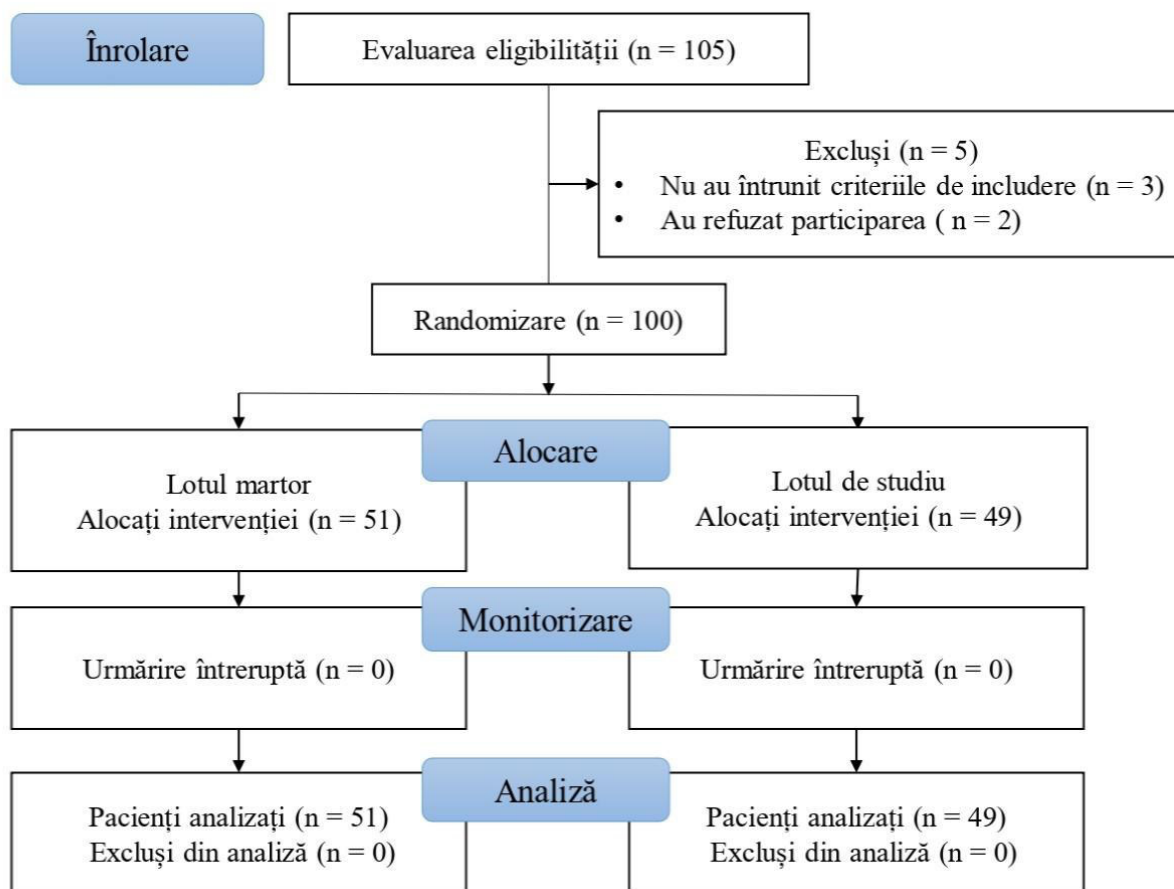 Înrolare
Evaluarea eligibilității (n = 105)
Excluși (n = 5)
• Nu au întrunit criteriile de includere (n = 3)
• Au refuzat participarea ( n = 2)
Randomizare (n = 100)
Alocare
Lotul martor
Alocați intervenției (n = 51)
Lotul de studiu
Alocați intervenției (n = 49)
Monitorizare
Urmărire întreruptă (n = 0)
Urmărire întreruptă (n = 0)
Analiză
Pacienți analizați (n = 51)
Excluși din analiză (n = 0)
Pacienți analizați (n = 49)
Excluși din analiză (n = 0)